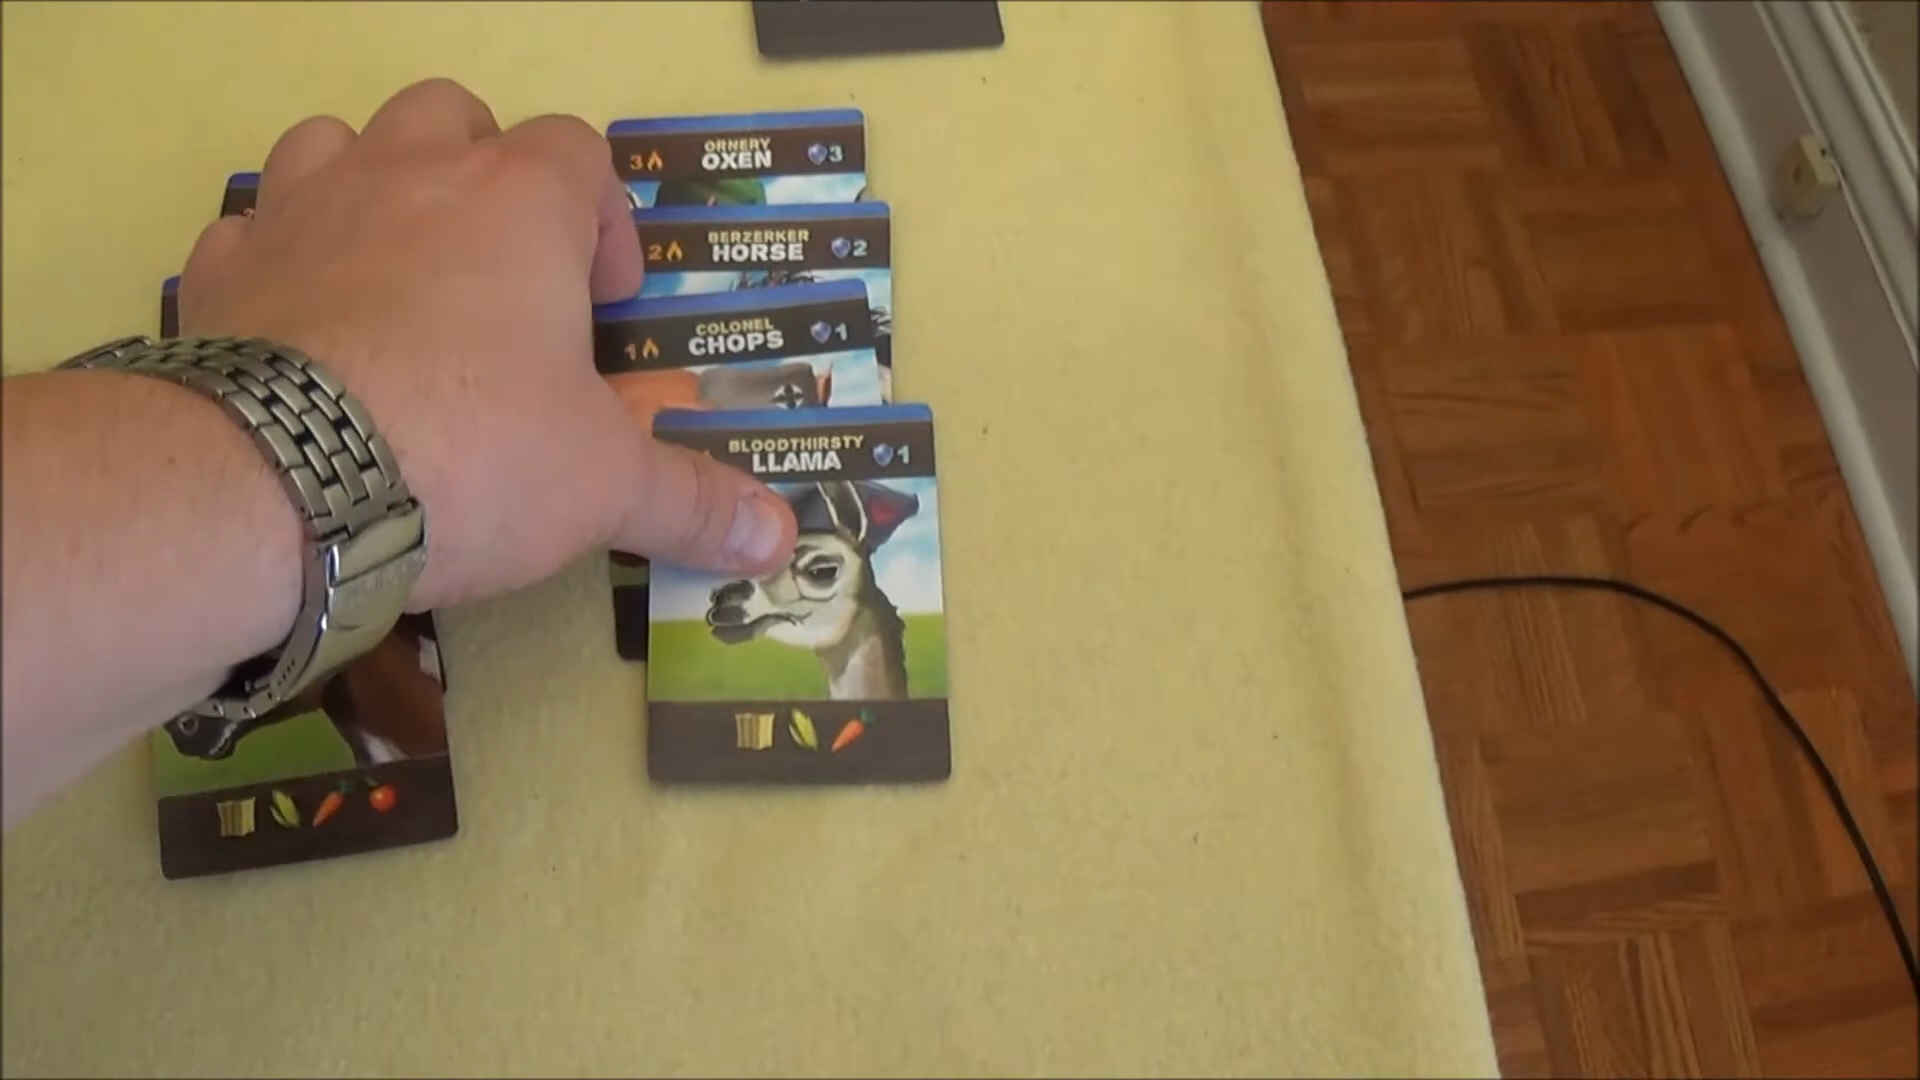 3 ORNERY 3
OXEN
2 BERZERKER 2
HORSE
1 COLONEL 1
CHOPS
BLOODTHIRSTY 1
LLAMA